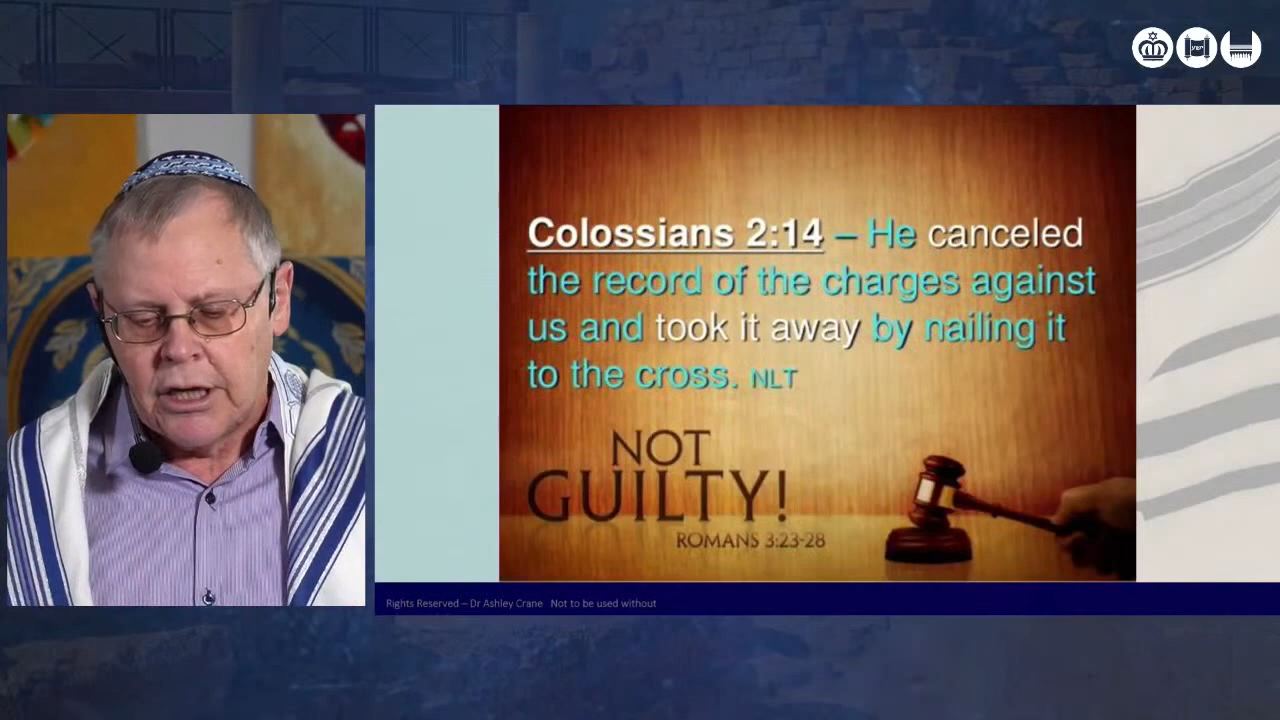 Colossians 2:14 – He canceled
the record of the charges against
us and took it away by nailing it
to the cross. NLT
NOT
GUILTY!
ROMANS 3:23-28
Rights Reserved – Dr Ashley Crane Not to be used without